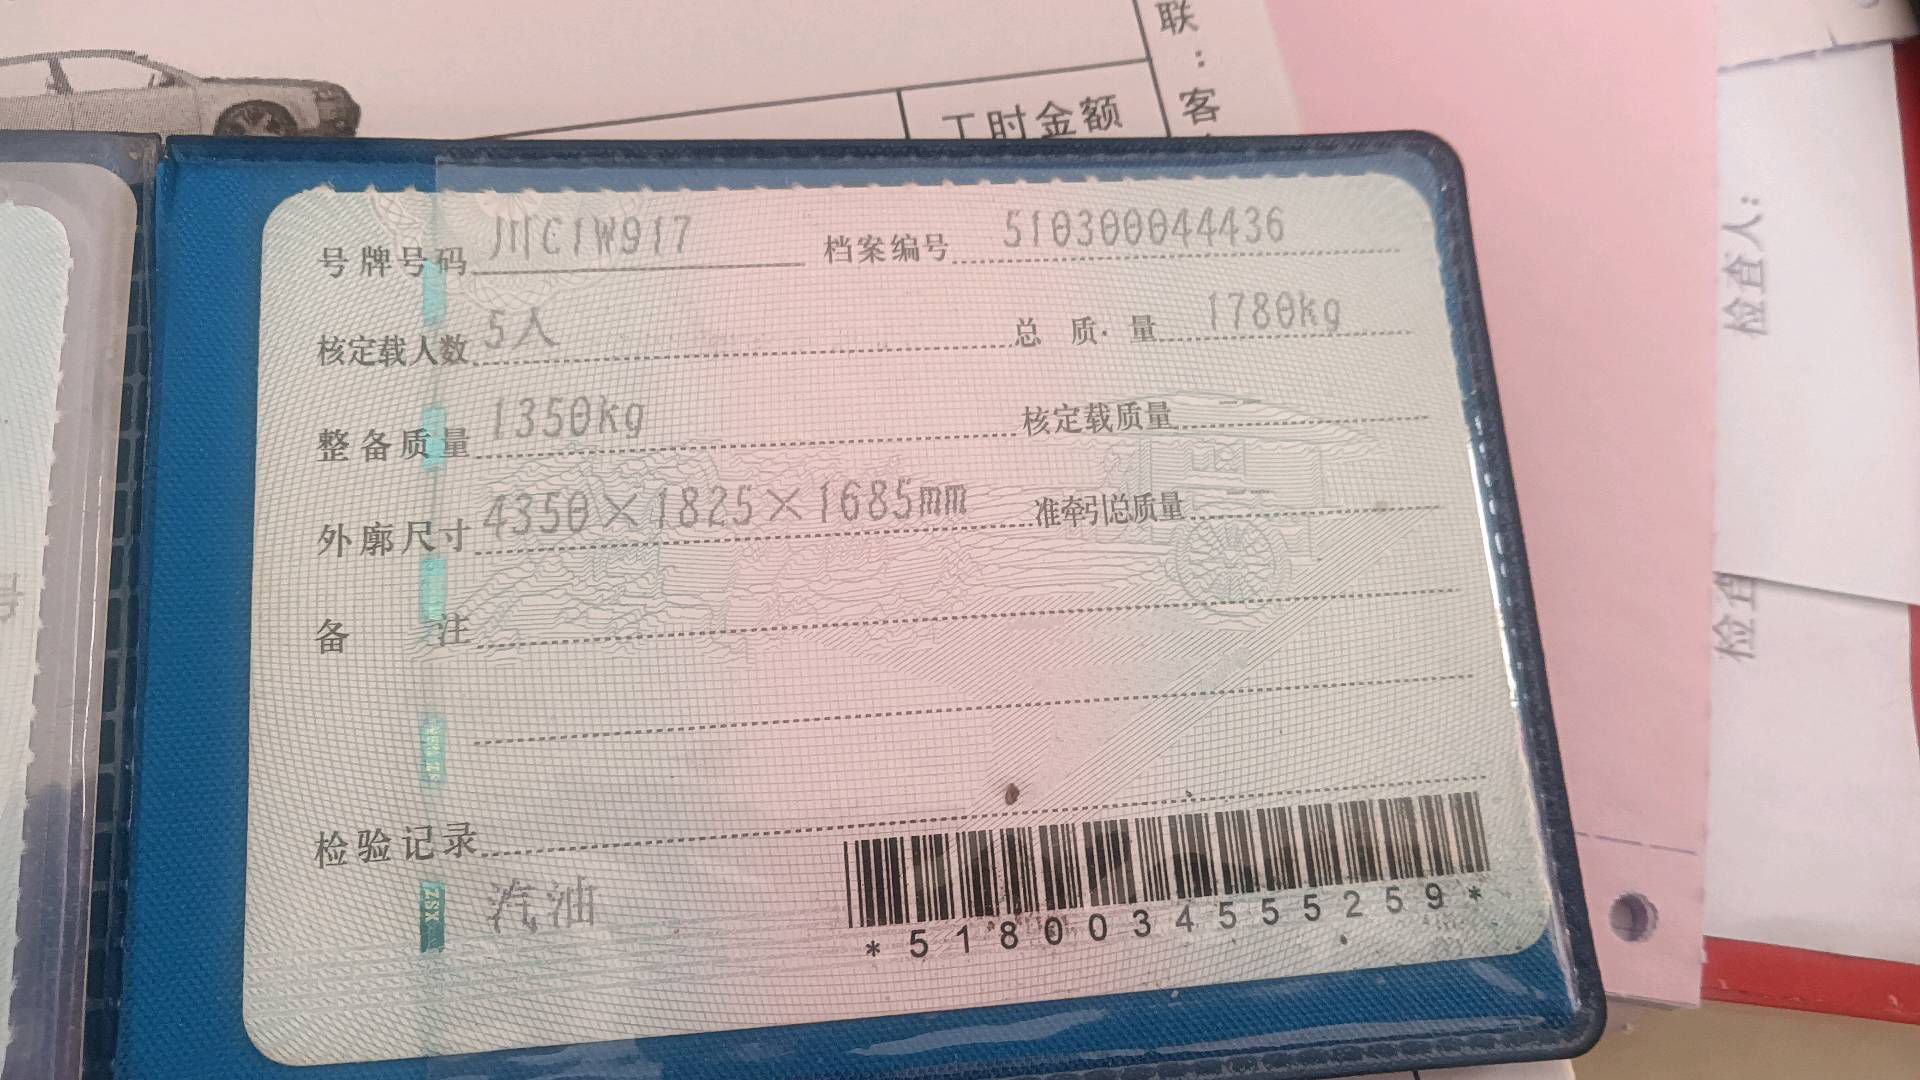 联：客
工时金额
号牌号码 川C1W917 档案编号 510300044436
核定载人数 5人 总质量 1780kg
整备质量 1350kg 核定载质量 --
外廓尺寸 4350×1825×1685mm 准牵引总质量 --
备注
检验记录
汽油
*5180034555259*
ZSX
检查人：
检查